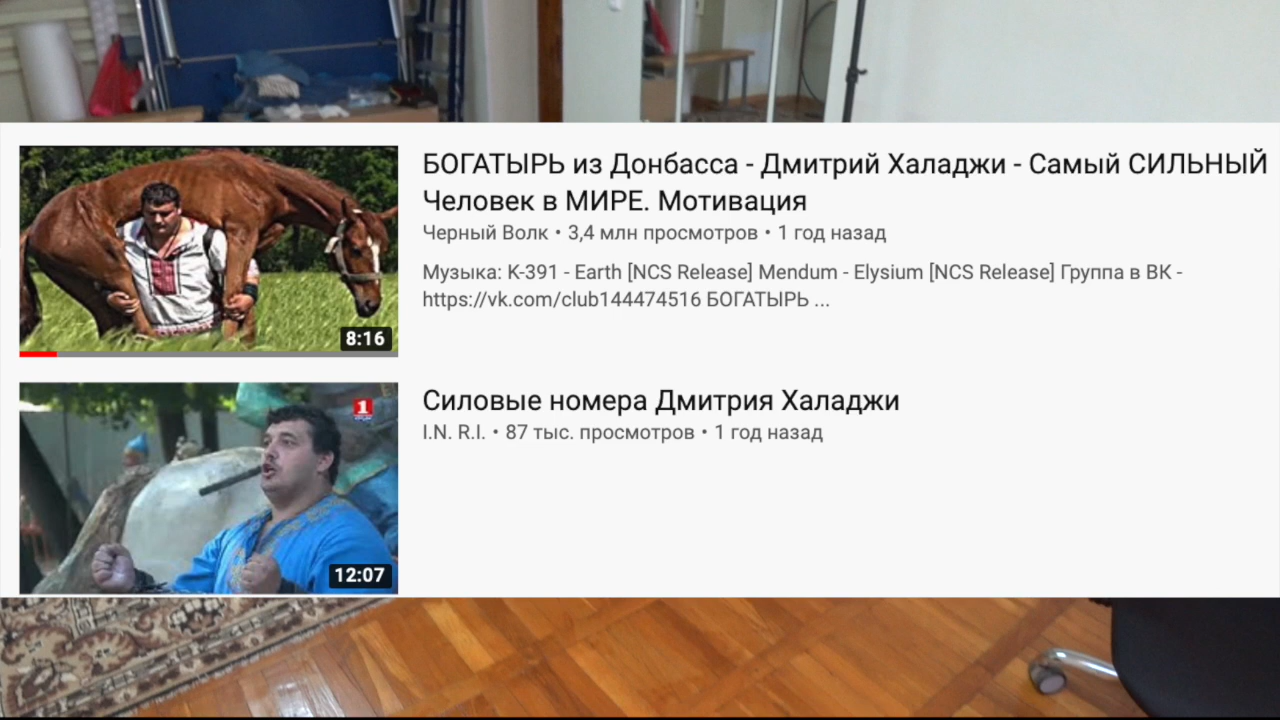 БОГАТЫРЬ из Донбасса - Дмитрий Халаджи - Самый СИЛЬНЫЙ
Человек в МИРЕ. Мотивация
Черный Волк • 3,4 млн просмотров • 1 год назад
Музыка: K-391 - Earth [NCS Release] Mendum - Elysium [NCS Release] Группа в ВК -
https://vk.com/club144474516 БОГАТЫРЬ ...
8:16
Силовые номера Дмитрия Халаджи
I.N. R.I. • 87 тыс. просмотров • 1 год назад
1
12:07